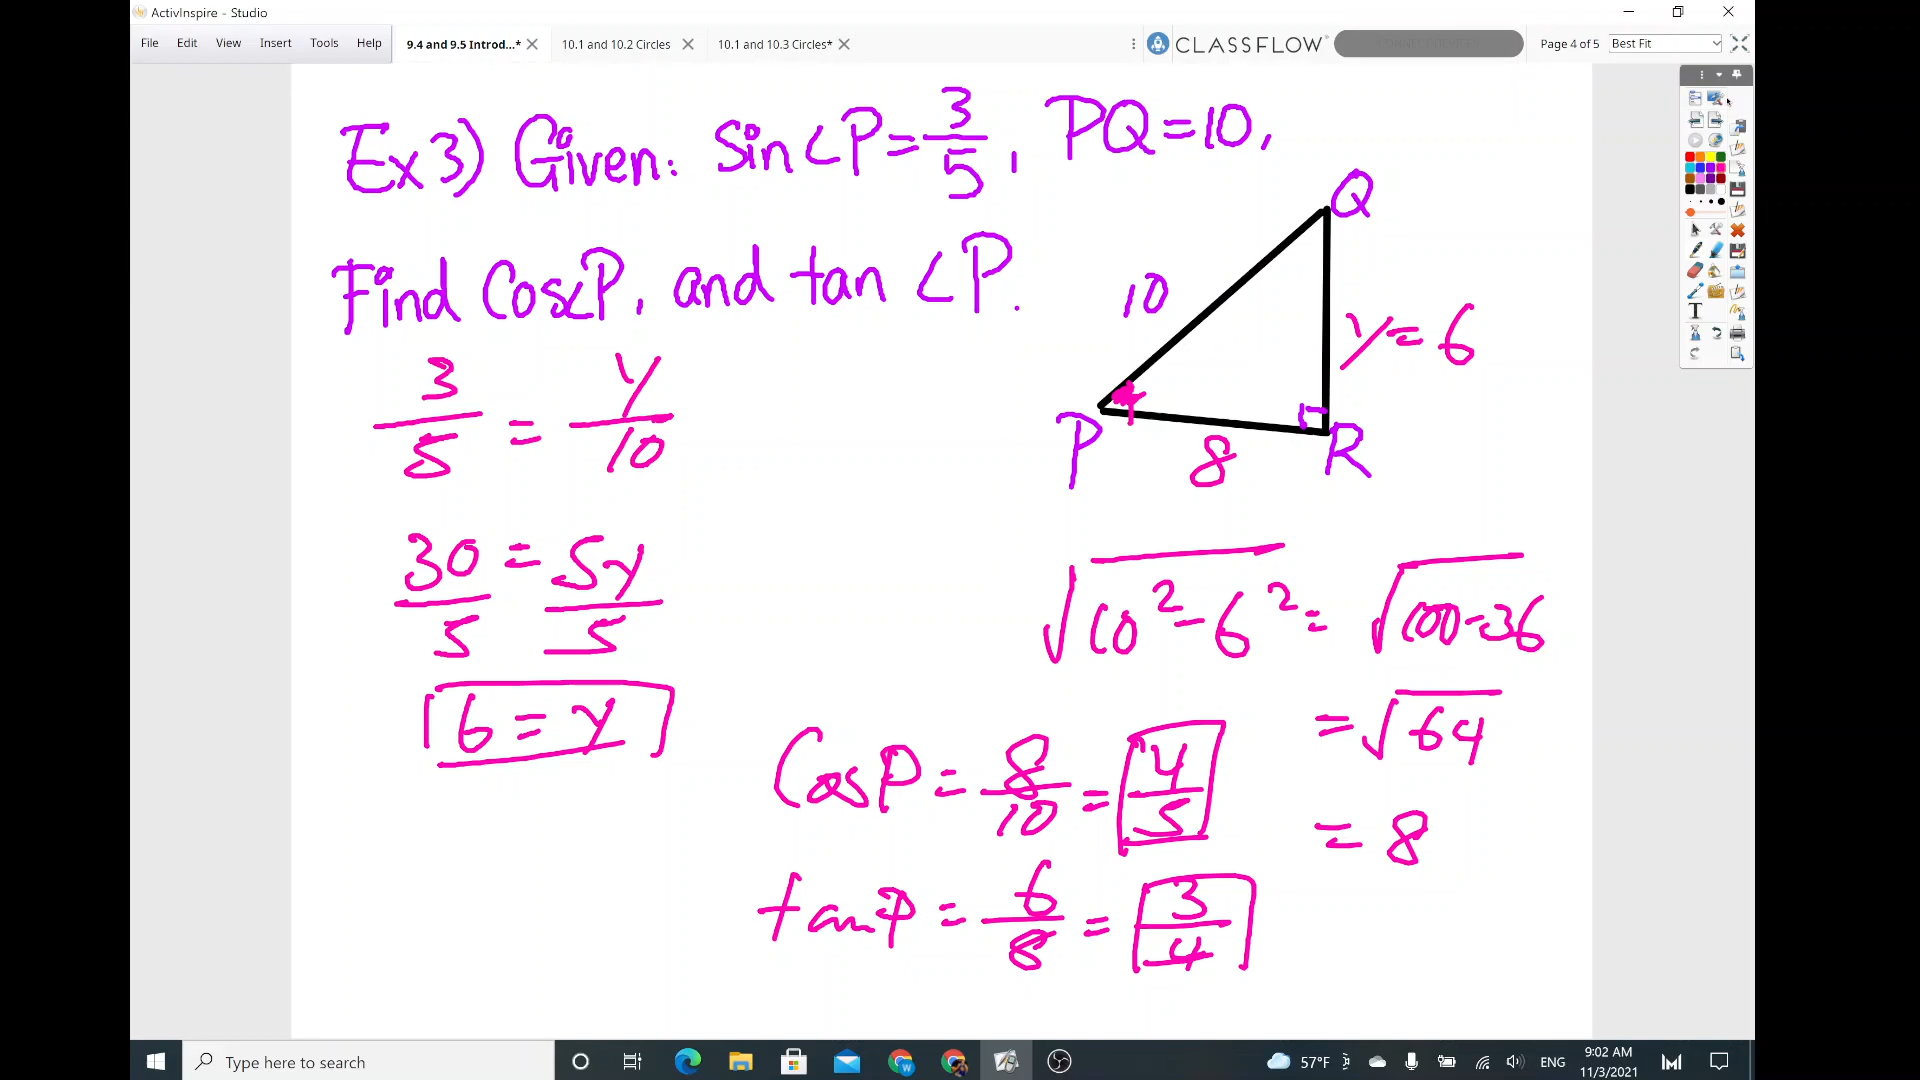 ActivInspire - Studio
File Edit View Insert Tools Help
9.4 and 9.5 Introd...* 10.1 and 10.2 Circles 10.1 and 10.3 Circles*
CLASSFLOW
Page 4 of 5 Best Fit
Ex 3) Given: Sin∠P = 3/5, PQ = 10,
Find Cos∠P, and tan ∠P.
Q
10
y = 6
P
8
R
3/5 = y/10
30/5 = 5y/5
6 = y
√10² - 6² = √100 - 36
= √64
= 8
Cos P = 8/10 = 4/5
tan P = 6/8 = 3/4
T
Type here to search
57°F
ENG
9:02 AM
11/3/2021